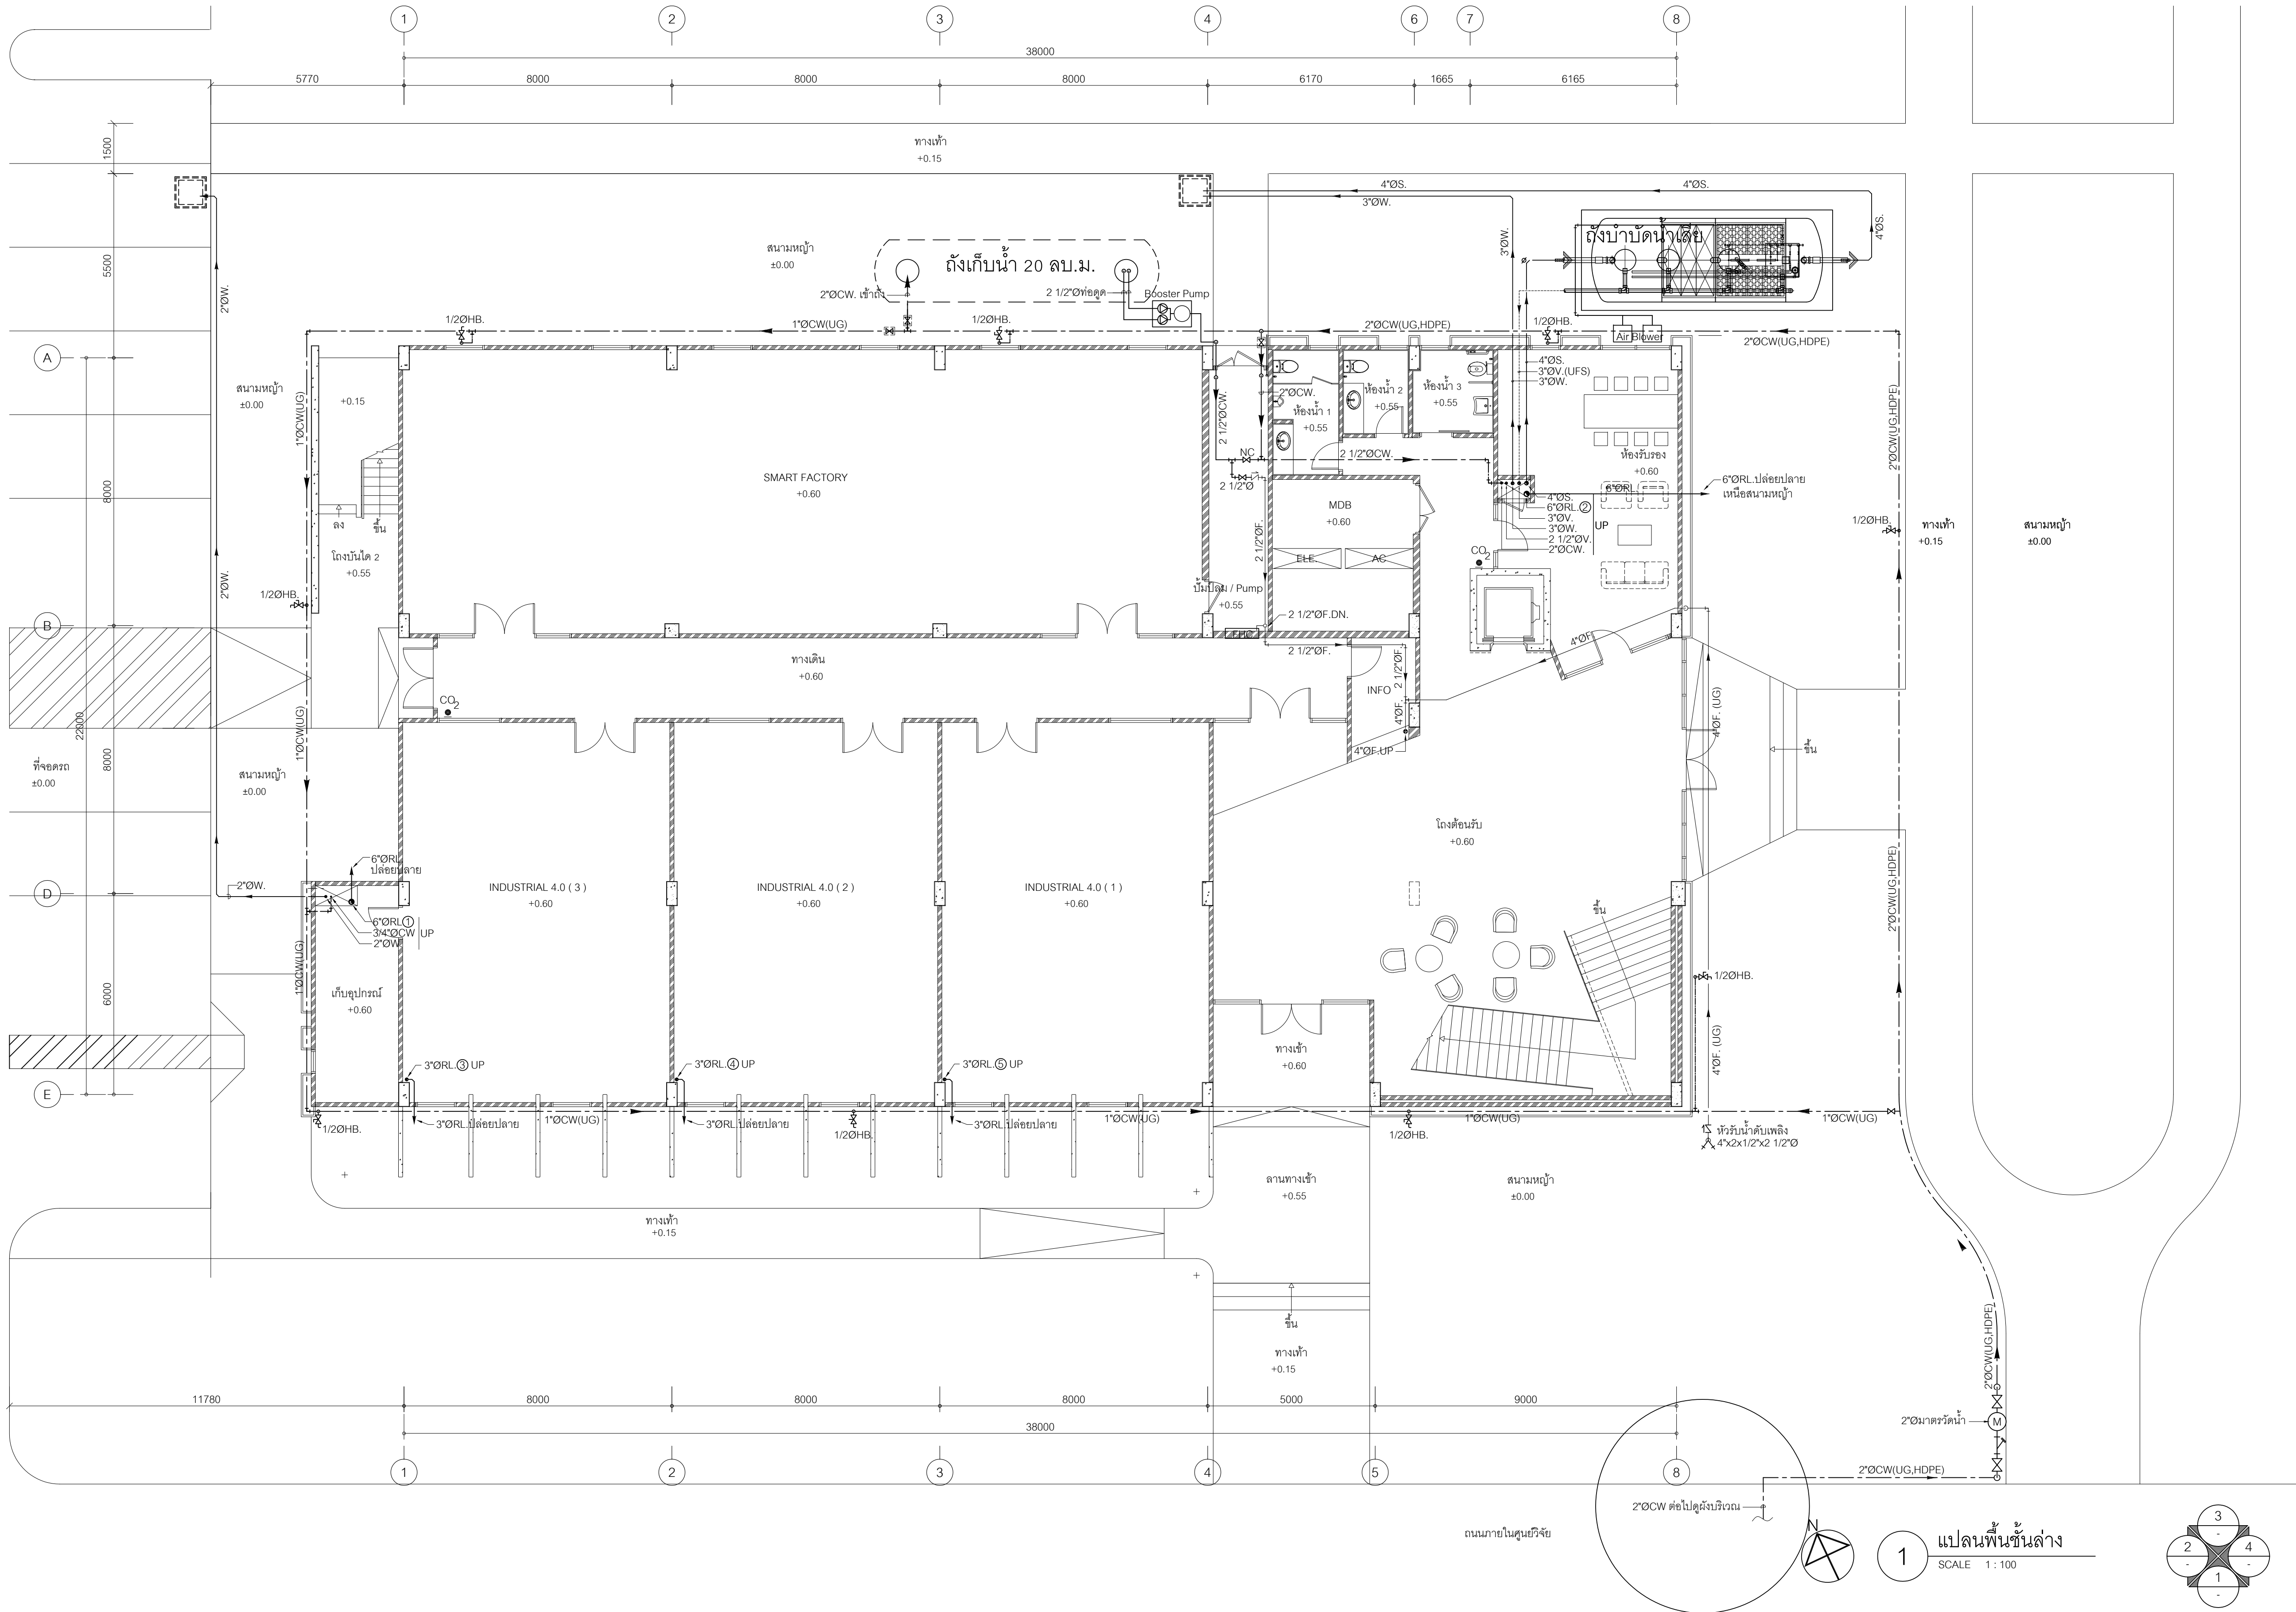 1
2
3
4
6
7
8
38000
5770
8000
8000
8000
6170
1665
6165
1500
ทางเท้า
+0.15
4"ØS.
4"ØS.
3"ØW.
5500
2"ØW.
สนามหญ้า
±0.00
ถังเก็บน้ำ 20 ลบ.ม.
2"ØCW. เข้าถัง
2 1/2"Øท่อดูด
Booster Pump
3"ØW.
ถังบำบัดน้ำเสีย
4"ØS.
Air Blower
1/2ØHB.
1"ØCW(UG)
1/2ØHB.
2"ØCW(UG,HDPE)
1/2ØHB.
2"ØCW(UG,HDPE)
A
สนามหญ้า
±0.00
1"ØCW(UG)
+0.15
4"ØS.
3"ØV.(UFS)
3"ØW.
2 1/2"ØCW.
2"ØCW.
ห้องน้ำ 1
+0.55
ห้องน้ำ 2
+0.55
ห้องน้ำ 3
+0.55
2"ØCW(UG,HDPE)
ห้องรับรอง
+0.60
8000
SMART FACTORY
+0.60
NC
2 1/2"ØCW.
2 1/2"Ø
ลง
ขึ้น
MDB
+0.60
6"ØRL.
6"ØRL.ปล่อยปลาย
เหนือสนามหญ้า
4"ØS.
6"ØRL.②
3"ØV.
3"ØW.
2 1/2"ØV.
2"ØCW.
UP
1/2ØHB.
ทางเท้า
+0.15
สนามหญ้า
±0.00
โถงบันได 2
+0.55
2 1/2"ØF.
ELE.
AC
CO2
2"ØW.
1/2ØHB.
ปั๊มปลม / Pump
+0.55
2 1/2"ØF.DN.
FHC
B
4"ØF.
2 1/2"ØF.
2 1/2"ØF.
ทางเดิน
+0.60
INFO
CO2
4"ØF.
4"ØF.UP
4"ØF. (UG)
ขึ้น
22000
8000
1"ØCW(UG)
ที่จอดรถ
±0.00
สนามหญ้า
±0.00
โถงต้อนรับ
+0.60
6"ØRL.
ปล่อยปลาย
2"ØW.
D
INDUSTRIAL 4.0 ( 3 )
+0.60
INDUSTRIAL 4.0 ( 2 )
+0.60
INDUSTRIAL 4.0 ( 1 )
+0.60
2"ØCW(UG,HDPE)
6"ØRL.①
3/4"ØCW
2"ØW.
UP
ขึ้น
1"ØCW(UG)
6000
เก็บอุปกรณ์
+0.60
1/2ØHB.
ทางเข้า
+0.60
4"ØF. (UG)
3"ØRL.③ UP
3"ØRL.④ UP
3"ØRL.⑤ UP
E
1/2ØHB.
3"ØRL.ปล่อยปลาย
1"ØCW(UG)
3"ØRL.ปล่อยปลาย
1/2ØHB.
3"ØRL.ปล่อยปลาย
1"ØCW(UG)
1/2ØHB.
1"ØCW(UG)
1"ØCW(UG)
หัวรับน้ำดับเพลิง
4"x2x1/2"x2 1/2"Ø
ลานทางเข้า
+0.55
สนามหญ้า
±0.00
ทางเท้า
+0.15
ขึ้น
ทางเท้า
+0.15
2"ØCW(UG,HDPE)
11780
8000
8000
8000
5000
9000
38000
2"Øมาตรวัดน้ำ
M
1
2
3
4
5
8
2"ØCW(UG,HDPE)
2"ØCW ต่อไปดูผังบริเวณ
ถนนภายในศูนย์วิจัย
N
1
แปลนพื้นชั้นล่าง
SCALE 1 : 100
3
-
2
-
4
-
1
-